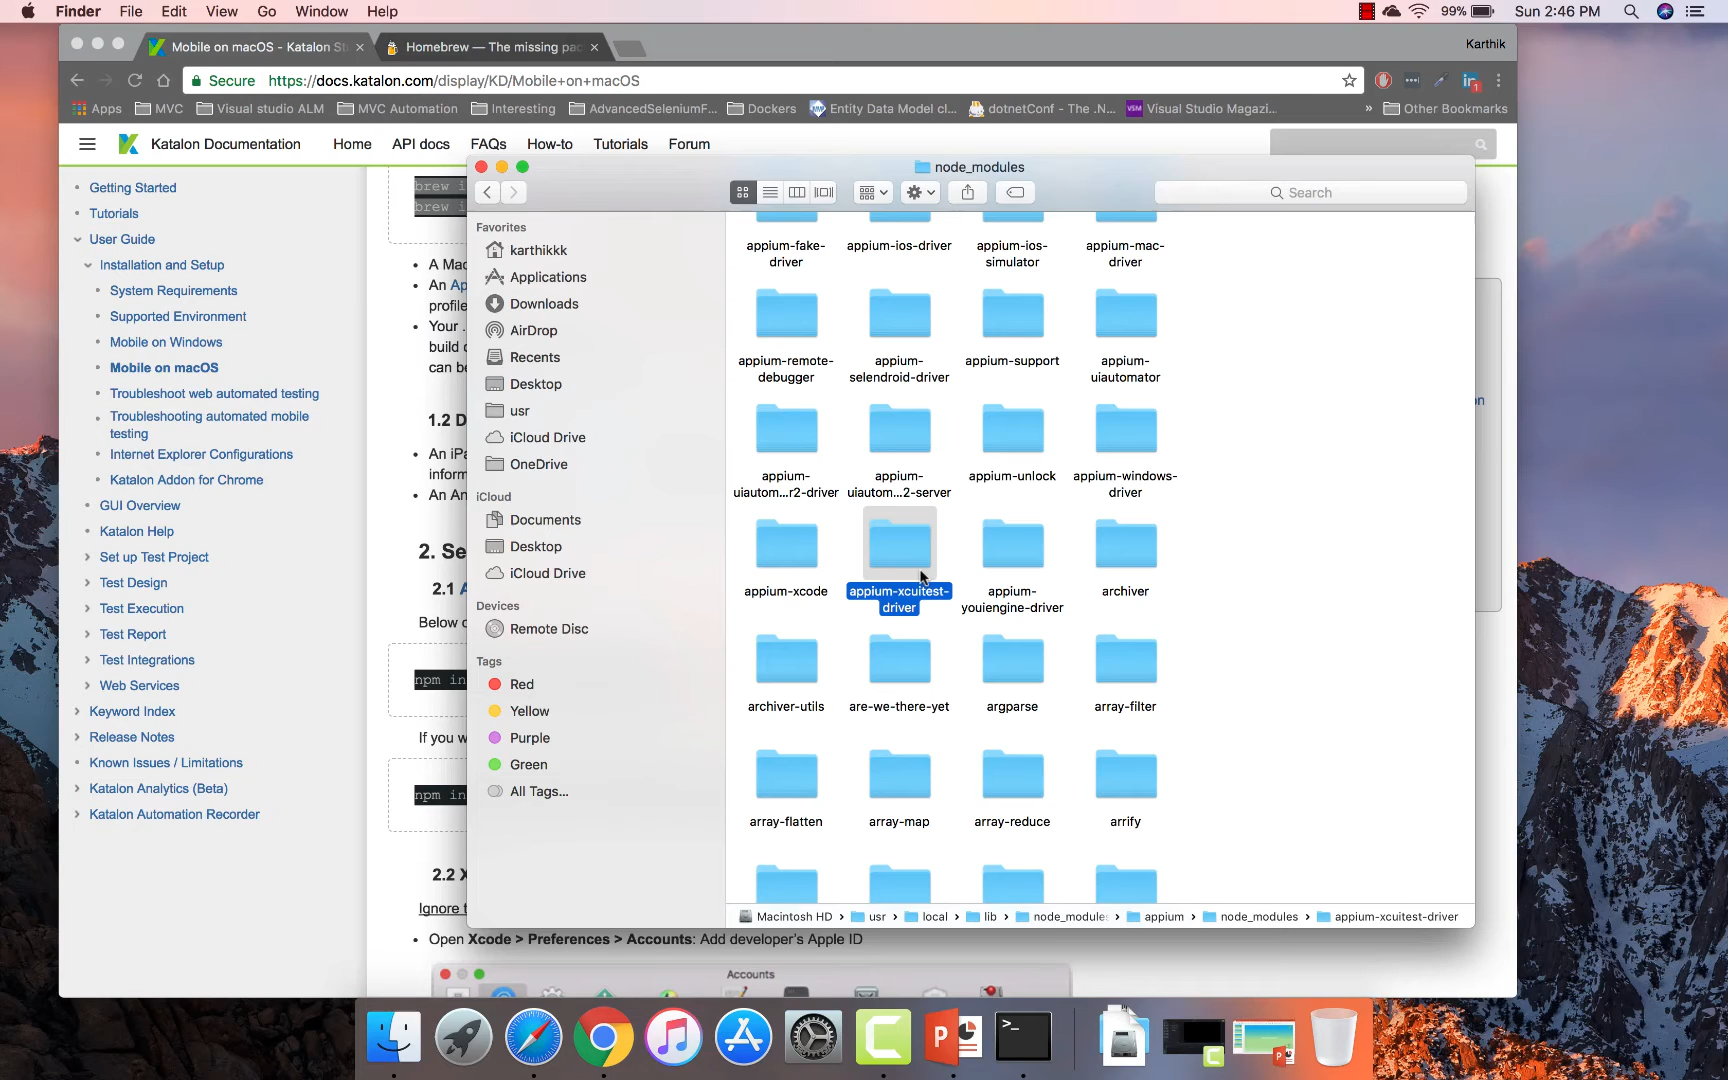 Finder File Edit View Go Window Help
99% Sun 2:46 PM
Mobile on macOS - Katalon St
Homebrew — The missing pac
Karthik
Secure https://docs.katalon.com/display/KD/Mobile+on+macOS
Apps MVC Visual studio ALM MVC Automation Interesting AdvancedSeleniumF... Dockers Entity Data Model cl... dotnetConf - The .N... VSM Visual Studio Magazi... » Other Bookmarks
Katalon Documentation Home API docs FAQs How-to Tutorials Forum
Getting Started
Tutorials
User Guide
Installation and Setup
System Requirements
Supported Environment
Mobile on Windows
Mobile on macOS
Troubleshoot web automated testing
Troubleshooting automated mobile
testing
Internet Explorer Configurations
Katalon Addon for Chrome
GUI Overview
Katalon Help
Set up Test Project
Test Design
Test Execution
Test Report
Test Integrations
Web Services
Keyword Index
Release Notes
Known Issues / Limitations
Katalon Analytics (Beta)
Katalon Automation Recorder
brew i
brew i
A Mac
An Ap
profile
Your .
build c
can be
1.2 D
An iPa
inform
An An
2. Se
2.1 A
Below c
npm in
If you w
npm in
2.2 X
Ignore t
Open Xcode > Preferences > Accounts: Add developer's Apple ID
Accounts
on
node_modules
Search
Favorites
karthikkk
Applications
Downloads
AirDrop
Recents
Desktop
usr
iCloud Drive
OneDrive
iCloud
Documents
Desktop
iCloud Drive
Devices
Remote Disc
Tags
Red
Yellow
Purple
Green
All Tags...
appium-fake-
driver
appium-ios-driver
appium-ios-
simulator
appium-mac-
driver
appium-remote-
debugger
appium-
selendroid-driver
appium-support
appium-
uiautomator
appium-
uiautom...r2-driver
appium-
uiautom...2-server
appium-unlock
appium-windows-
driver
appium-xcode
appium-xcuitest-
driver
appium-
youiengine-driver
archiver
archiver-utils
are-we-there-yet
argparse
array-filter
array-flatten
array-map
array-reduce
arrify
Macintosh HD › usr › local › lib › node_modules › appium › node_modules › appium-xcuitest-driver